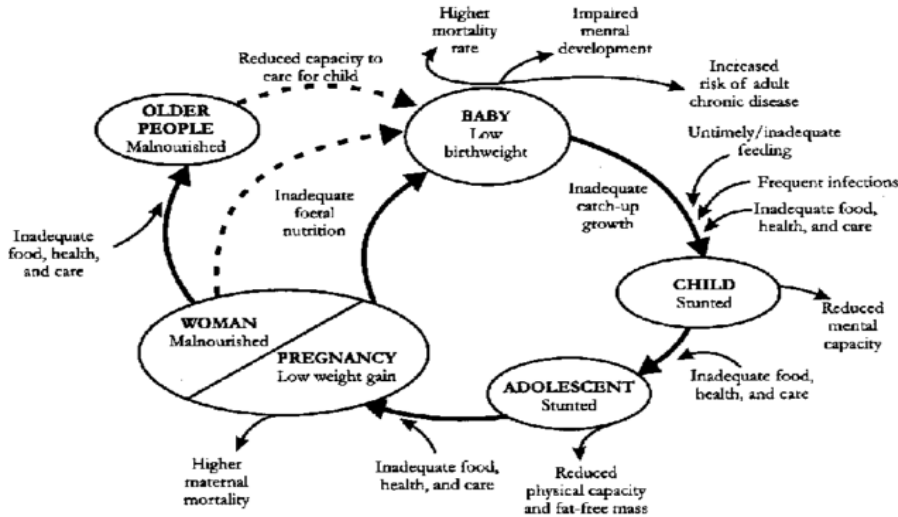 Higher
mortality
rate
Impaired
mental
development
Increased
risk of adult
chronic disease
Reduced capacity to
care for child
OLDER
PEOPLE
Malnourished
BABY
Low
birthweight
Untimely/inadequate
feeding
Frequent infections
Inadequate food,
health, and care
Inadequate
catch-up
growth
Inadequate
foetal
nutrition
Inadequate
food, health,
and care
CHILD
Stunted
Reduced
mental
capacity
WOMAN
Malnourished
PREGNANCY
Low weight gain
ADOLESCENT
Stunted
Inadequate food,
health, and care
Higher
maternal
mortality
Inadequate food,
health, and care
Reduced
physical capacity
and fat-free mass